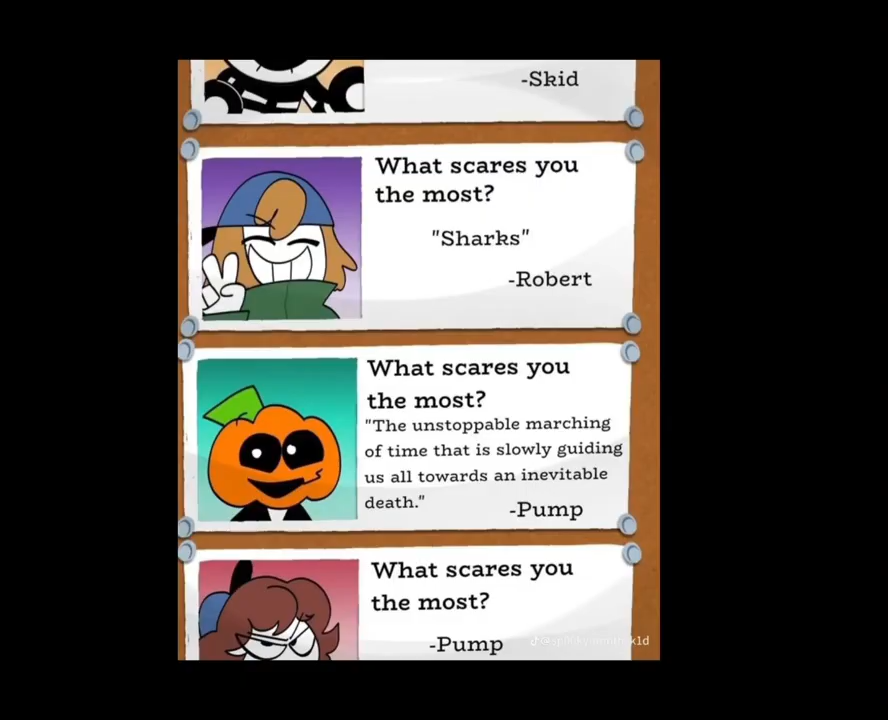 -Skid
What scares you
the most?
"Sharks"
-Robert
What scares you
the most?
"The unstoppable marching
of time that is slowly guiding
us all towards an inevitable
death."
-Pump
What scares you
the most?
-Pump